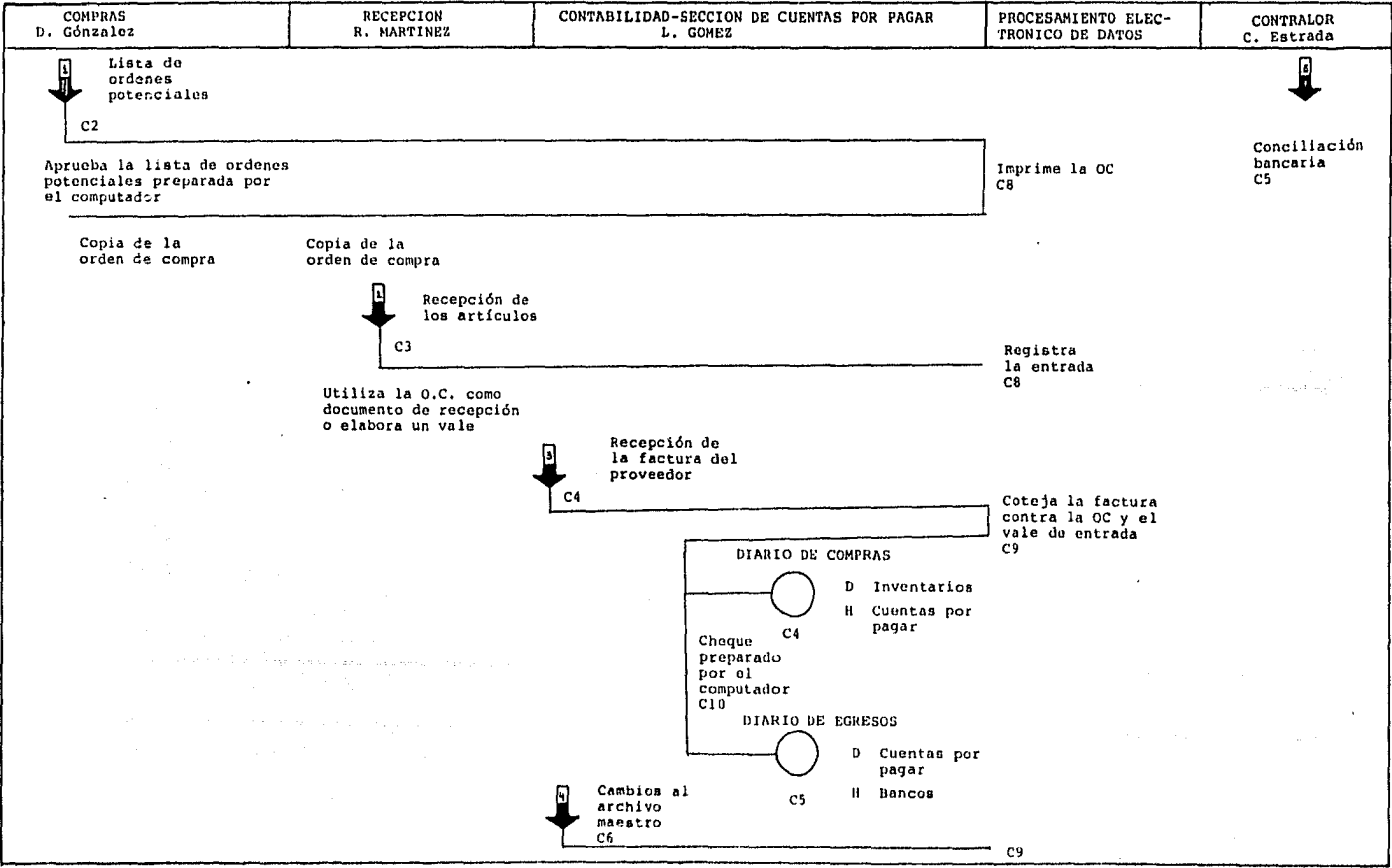 COMPRAS
D. Gónzalez
RECEPCION
R. MARTINEZ
CONTABILIDAD-SECCION DE CUENTAS POR PAGAR
L. GOMEZ
PROCESAMIENTO ELEC-
TRONICO DE DATOS
CONTRALOR
C. Estrada
1
Lista de
ordenes
potenciales
C2
5
Conciliación
bancaria
C5
Aprueba la lista de ordenes
potenciales preparada por
el computador
Imprime la OC
C8
Copia de la
orden de compra
Copia de la
orden de compra
2
Recepción de
los artículos
C3
Registra
la entrada
C8
Utiliza la O.C. como
documento de recepción
o elabora un vale
3
Recepción de
la factura del
proveedor
C4
Coteja la factura
contra la OC y el
vale de entrada
C9
DIARIO DE COMPRAS
D Inventarios
H Cuentas por
pagar
C4
Cheque
preparado
por el
computador
C10
DIARIO DE EGRESOS
D Cuentas por
pagar
H Bancos
C5
4
Cambios al
archivo
maestro
C6
C9